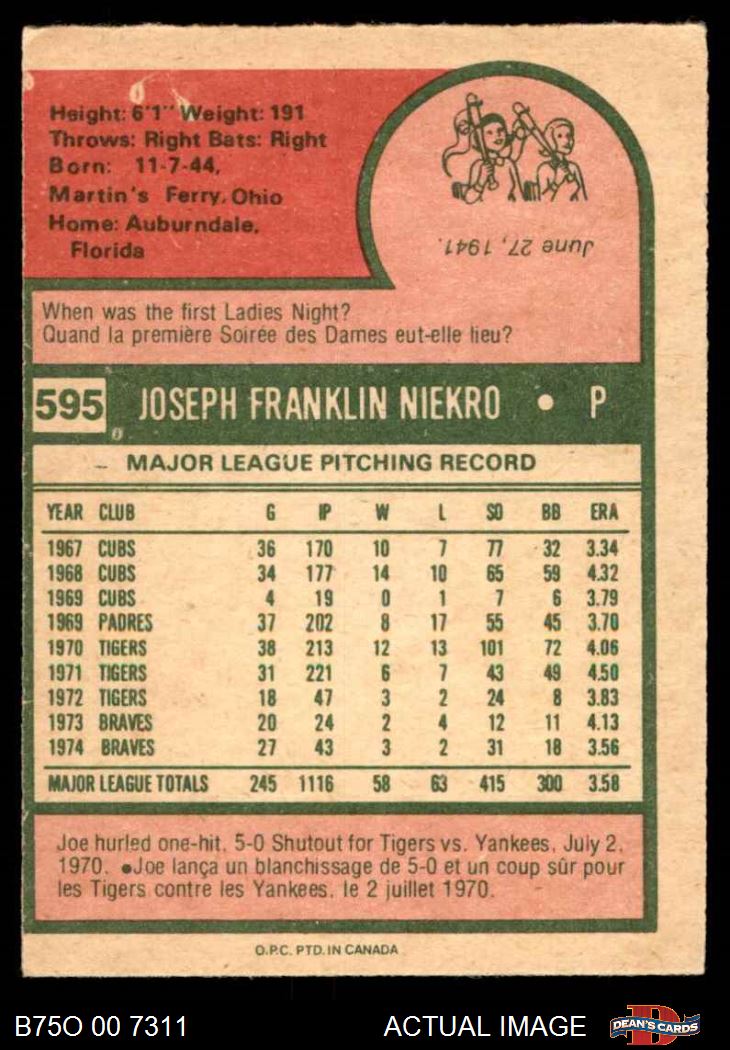 Height: 6'1" Weight: 191
Throws: Right Bats: Right
Born: 11-7-44,
Martin's Ferry, Ohio
Home: Auburndale,
Florida
June 27, 1941.
When was the first Ladies Night?
Quand la première Soirée des Dames eut-elle lieu?
595 JOSEPH FRANKLIN NIEKRO • P
MAJOR LEAGUE PITCHING RECORD
YEAR CLUB G IP W L SO BB ERA
1967 CUBS 36 170 10 7 77 32 3.34
1968 CUBS 34 177 14 10 65 59 4.32
1969 CUBS 4 19 0 1 7 6 3.79
1969 PADRES 37 202 8 17 55 45 3.70
1970 TIGERS 38 213 12 13 101 72 4.06
1971 TIGERS 31 221 6 7 43 49 4.50
1972 TIGERS 18 47 3 2 24 8 3.83
1973 BRAVES 20 24 2 4 12 11 4.13
1974 BRAVES 27 43 3 2 31 18 3.56
MAJOR LEAGUE TOTALS 245 1116 58 63 415 300 3.58
Joe hurled one-hit, 5-0 Shutout for Tigers vs. Yankees, July 2,
1970. •Joe lança un blanchissage de 5-0 et un coup sûr pour
les Tigers contre les Yankees, le 2 juillet 1970.
O.P.C. PTD. IN CANADA
B75O 00 7311 ACTUAL IMAGE DEAN'S CARDS